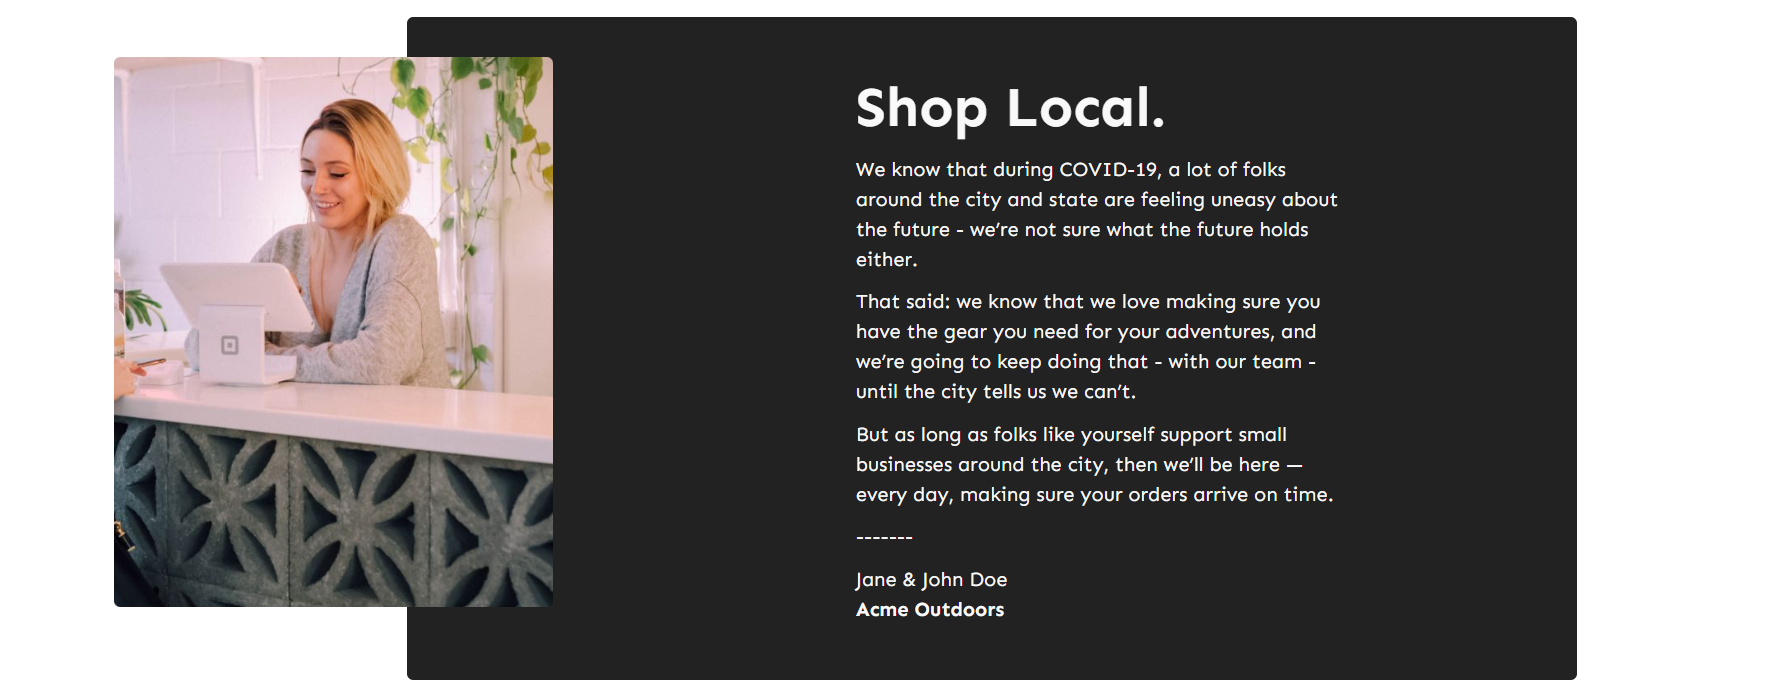 Shop Local.
We know that during COVID-19, a lot of folks
around the city and state are feeling uneasy about
the future - we’re not sure what the future holds
either.
That said: we know that we love making sure you
have the gear you need for your adventures, and
we’re going to keep doing that - with our team -
until the city tells us we can’t.
But as long as folks like yourself support small
businesses around the city, then we’ll be here —
every day, making sure your orders arrive on time.
-------
Jane & John Doe
Acme Outdoors